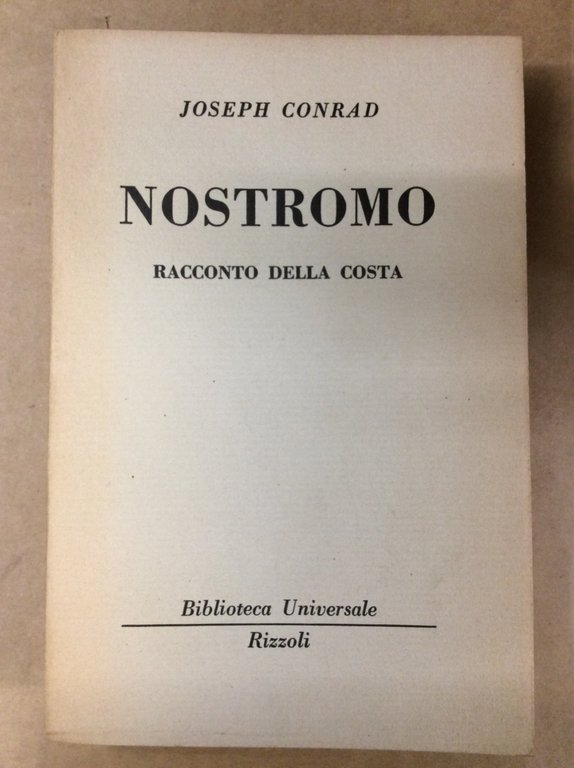 JOSEPH CONRAD
NOSTROMO
RACCONTO DELLA COSTA
Biblioteca Universale
Rizzoli